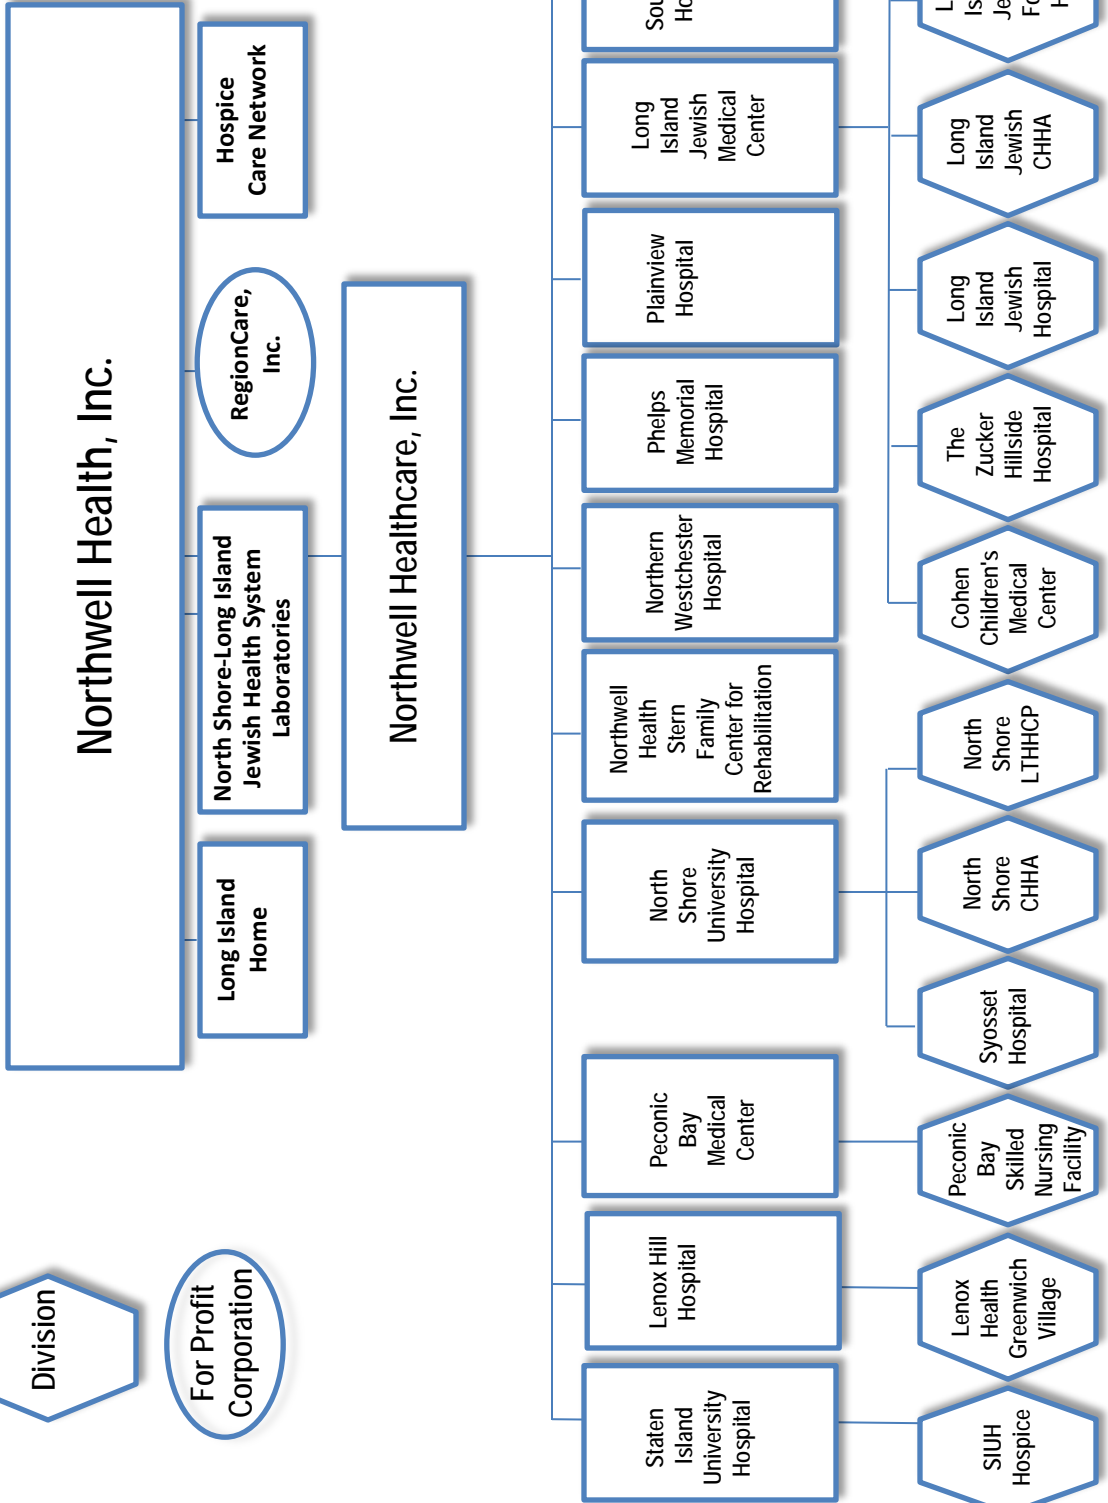 Division
For Profit
Corporation
Northwell Health, Inc.
Long Island
Home
North Shore-Long Island
Jewish Health System
Laboratories
RegionCare,
Inc.
Hospice
Care Network
Northwell Healthcare, Inc.
Staten
Island
University
Hospital
Lenox Hill
Hospital
Peconic
Bay
Medical
Center
North
Shore
University
Hospital
Northwell
Health
Stern
Family
Center for
Rehabilitation
Northern
Westchester
Hospital
Phelps
Memorial
Hospital
Plainview
Hospital
Long
Island
Jewish
Medical
Center
SIUH
Hospice
Lenox
Health
Greenwich
Village
Peconic
Bay
Skilled
Nursing
Facility
Syosset
Hospital
North
Shore
CHHA
North
Shore
LTHHCP
Cohen
Children's
Medical
Center
The
Zucker
Hillside
Hospital
Long
Island
Jewish
Hospital
Long
Island
Jewish
CHHA